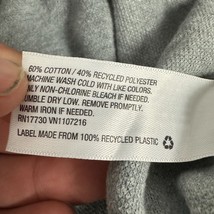 60% COTTON / 40% RECYCLED POLYESTER
MACHINE WASH COLD WITH LIKE COLORS.
ONLY NON-CHLORINE BLEACH IF NEEDED.
TUMBLE DRY LOW. REMOVE PROMPTLY.
WARM IRON IF NEEDED.
RN17730 VN1107216
LABEL MADE FROM 100% RECYCLED PLASTIC